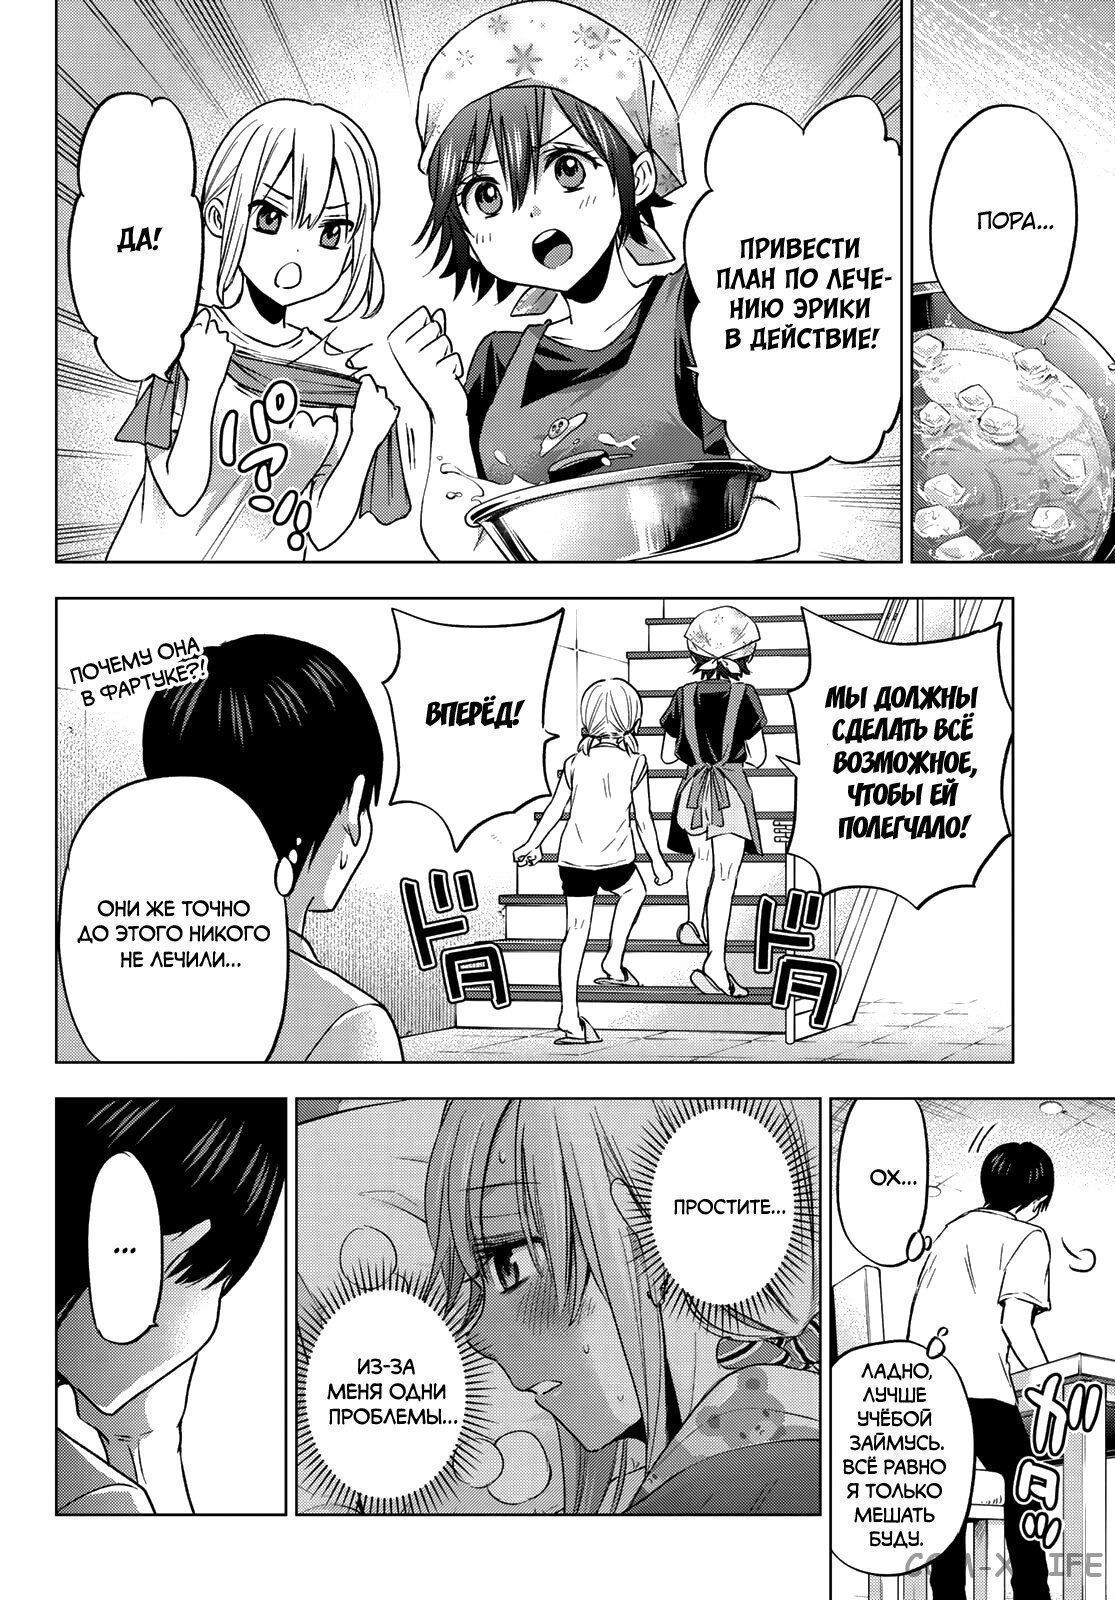 ПОРА...
ПРИВЕСТИ
ПЛАН ПО ЛЕЧЕ-
НИЮ ЭРИКИ
В ДЕЙСТВИЕ!
ДА!
МЫ ДОЛЖНЫ
СДЕЛАТЬ ВСЁ
ВОЗМОЖНОЕ,
ЧТОБЫ ЕЙ
ПОЛЕГЧАЛО!
ВПЕРЁД!
ドタ
ドタ
ПОЧЕМУ ОНА
В ФАРТУКЕ?!
ОНИ ЖЕ ТОЧНО
ДО ЭТОГО НИКОГО
НЕ ЛЕЧИЛИ...
ОХ...
ЛАДНО,
ЛУЧШЕ
УЧЁБОЙ
ЗАЙМУСЬ.
ВСЁ РАВНО
Я ТОЛЬКО
МЕШАТЬ
БУДУ.
ガタ
ПРОСТИТЕ...
ИЗ-ЗА
МЕНЯ ОДНИ
ПРОБЛЕМЫ...
...